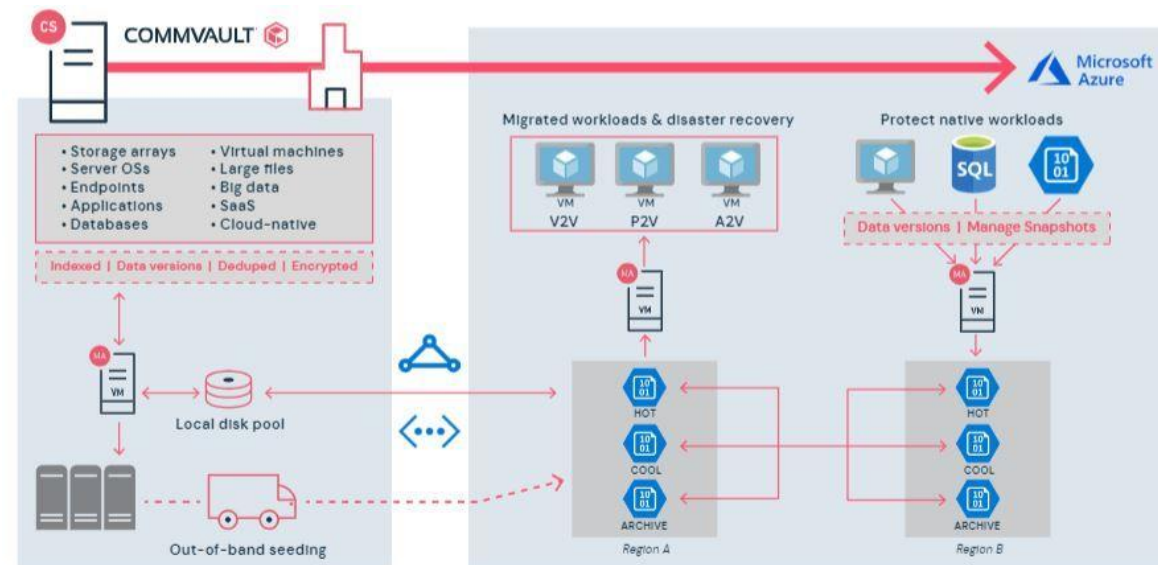 CS
COMMVAULT
Microsoft
Azure
• Storage arrays
• Server OSs
• Endpoints
• Applications
• Databases
• Virtual machines
• Large files
• Big data
• SaaS
• Cloud-native
Indexed | Data versions | Deduped | Encrypted
MA
VM
Local disk pool
Out-of-band seeding
Migrated workloads & disaster recovery
VM
V2V
VM
P2V
VM
A2V
MA
VM
10
01
HOT
10
01
COOL
10
01
ARCHIVE
Region A
Protect native workloads
SQL
10
01
Data versions | Manage Snapshots
MA
VM
10
01
HOT
10
01
COOL
10
01
ARCHIVE
Region B